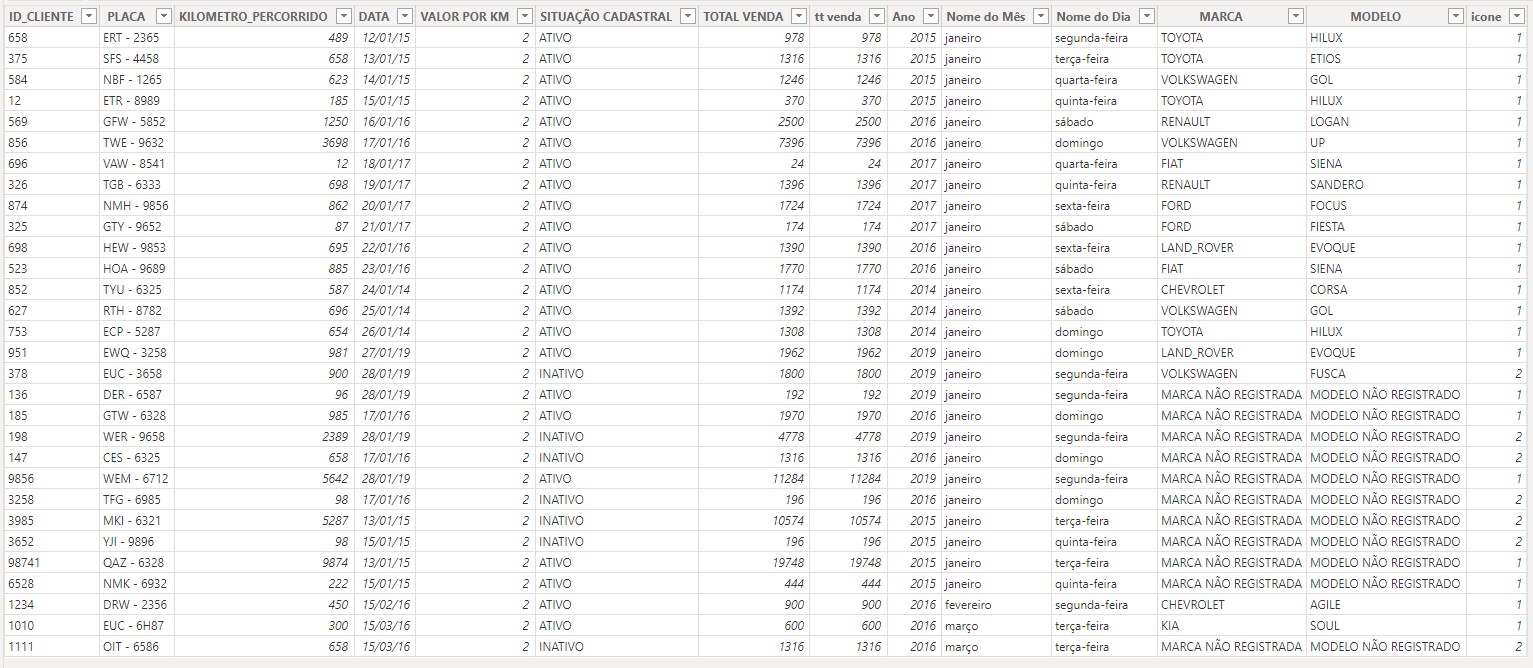 ID_CLIENTE PLACA KILOMETRO_PERCORRIDO DATA VALOR POR KM SITUAÇÃO CADASTRAL TOTAL VENDA tt venda Ano Nome do Mês Nome do Dia MARCA MODELO icone
658 ERT - 2365 489 12/01/15 2 ATIVO 978 978 2015 janeiro segunda-feira TOYOTA HILUX 1
375 SFS - 4458 658 13/01/15 2 ATIVO 1316 1316 2015 janeiro terça-feira TOYOTA ETIOS 1
584 NBF - 1265 623 14/01/15 2 ATIVO 1246 1246 2015 janeiro quarta-feira VOLKSWAGEN GOL 1
12 ETR - 8989 185 15/01/15 2 ATIVO 370 370 2015 janeiro quinta-feira TOYOTA HILUX 1
569 GFW - 5852 1250 16/01/16 2 ATIVO 2500 2500 2016 janeiro sábado RENAULT LOGAN 1
856 TWE - 9632 3698 17/01/16 2 ATIVO 7396 7396 2016 janeiro domingo VOLKSWAGEN UP 1
696 VAW - 8541 12 18/01/17 2 ATIVO 24 24 2017 janeiro quarta-feira FIAT SIENA 1
326 TGB - 6333 698 19/01/17 2 ATIVO 1396 1396 2017 janeiro quinta-feira RENAULT SANDERO 1
874 NMH - 9856 862 20/01/17 2 ATIVO 1724 1724 2017 janeiro sexta-feira FORD FOCUS 1
325 GTY - 9652 87 21/01/17 2 ATIVO 174 174 2017 janeiro sábado FORD FIESTA 1
698 HEW - 9853 695 22/01/16 2 ATIVO 1390 1390 2016 janeiro sexta-feira LAND_ROVER EVOQUE 1
523 HOA - 9689 885 23/01/16 2 ATIVO 1770 1770 2016 janeiro sábado FIAT SIENA 1
852 TYU - 6325 587 24/01/14 2 ATIVO 1174 1174 2014 janeiro sexta-feira CHEVROLET CORSA 1
627 RTH - 8782 696 25/01/14 2 ATIVO 1392 1392 2014 janeiro sábado VOLKSWAGEN GOL 1
753 ECP - 5287 654 26/01/14 2 ATIVO 1308 1308 2014 janeiro domingo TOYOTA HILUX 1
951 EWQ - 3258 981 27/01/19 2 ATIVO 1962 1962 2019 janeiro domingo LAND_ROVER EVOQUE 1
378 EUC - 3658 900 28/01/19 2 INATIVO 1800 1800 2019 janeiro segunda-feira VOLKSWAGEN FUSCA 2
136 DER - 6587 96 28/01/19 2 ATIVO 192 192 2019 janeiro segunda-feira MARCA NÃO REGISTRADA MODELO NÃO REGISTRADO 1
185 GTW - 6328 985 17/01/16 2 ATIVO 1970 1970 2016 janeiro domingo MARCA NÃO REGISTRADA MODELO NÃO REGISTRADO 1
198 WER - 9658 2389 28/01/19 2 INATIVO 4778 4778 2019 janeiro segunda-feira MARCA NÃO REGISTRADA MODELO NÃO REGISTRADO 2
147 CES - 6325 658 17/01/16 2 INATIVO 1316 1316 2016 janeiro domingo MARCA NÃO REGISTRADA MODELO NÃO REGISTRADO 2
9856 WEM - 6712 5642 28/01/19 2 ATIVO 11284 11284 2019 janeiro segunda-feira MARCA NÃO REGISTRADA MODELO NÃO REGISTRADO 1
3258 TFG - 6985 98 17/01/16 2 INATIVO 196 196 2016 janeiro domingo MARCA NÃO REGISTRADA MODELO NÃO REGISTRADO 2
3985 MKI - 6321 5287 13/01/15 2 INATIVO 10574 10574 2015 janeiro terça-feira MARCA NÃO REGISTRADA MODELO NÃO REGISTRADO 2
3652 YJI - 9896 98 15/01/15 2 INATIVO 196 196 2015 janeiro quinta-feira MARCA NÃO REGISTRADA MODELO NÃO REGISTRADO 2
98741 QAZ - 6328 9874 13/01/15 2 ATIVO 19748 19748 2015 janeiro terça-feira MARCA NÃO REGISTRADA MODELO NÃO REGISTRADO 1
6528 NMK - 6932 222 15/01/15 2 ATIVO 444 444 2015 janeiro quinta-feira MARCA NÃO REGISTRADA MODELO NÃO REGISTRADO 1
1234 DRW - 2356 450 15/02/16 2 ATIVO 900 900 2016 fevereiro segunda-feira CHEVROLET AGILE 1
1010 EUC - 6H87 300 15/03/16 2 ATIVO 600 600 2016 março terça-feira KIA SOUL 1
1111 OIT - 6586 658 15/03/16 2 INATIVO 1316 1316 2016 março terça-feira MARCA NÃO REGISTRADA MODELO NÃO REGISTRADO 2